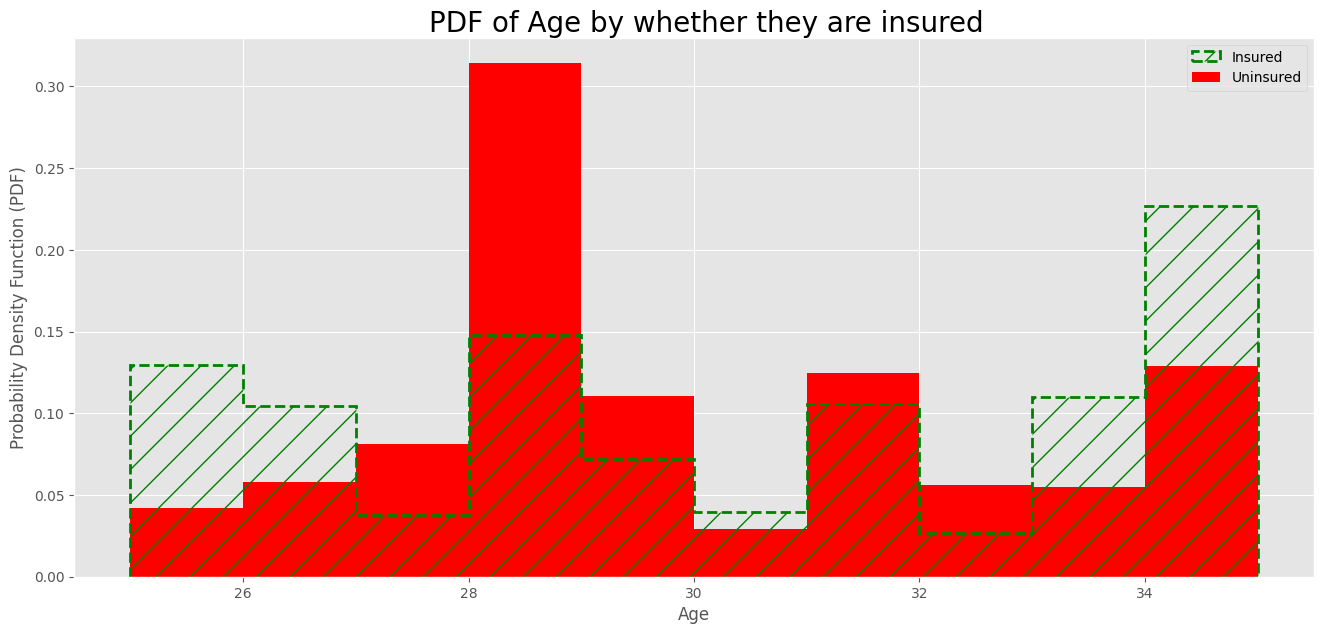 PDF of Age by whether they are insured
Insured
Uninsured
Probability Density Function (PDF)
0.30
0.25
0.20
0.15
0.10
0.05
0.00
26 28 30 32 34
Age